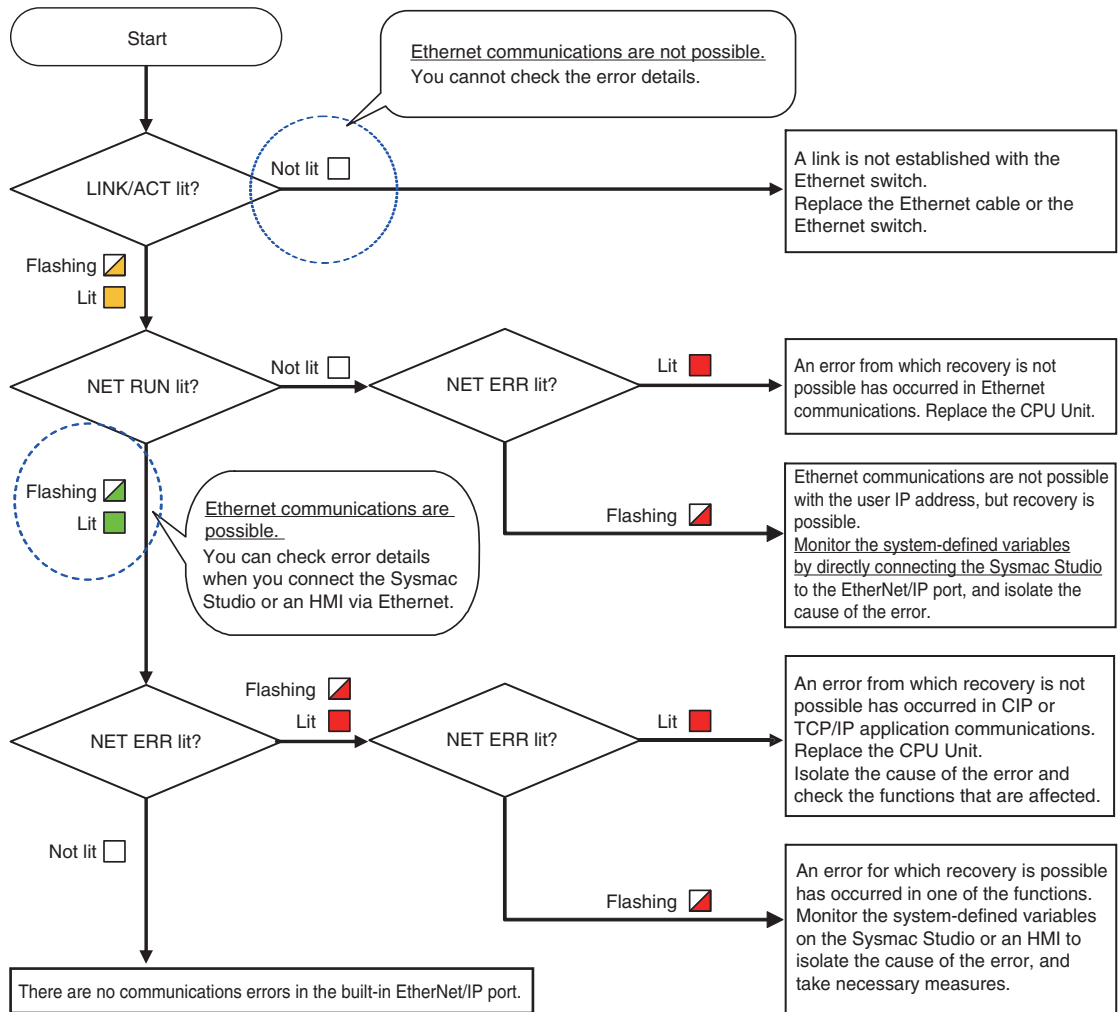 Start
Ethernet communications are not possible.
You cannot check the error details.
LINK/ACT lit?
Not lit
A link is not established with the
Ethernet switch.
Replace the Ethernet cable or the
Ethernet switch.
Flashing
Lit
NET RUN lit?
Not lit
NET ERR lit?
Lit
An error from which recovery is not
possible has occurred in Ethernet
communications. Replace the CPU Unit.
Flashing
Lit
Ethernet communications are
possible.
You can check error details
when you connect the Sysmac
Studio or an HMI via Ethernet.
Flashing
Ethernet communications are not possible
with the user IP address, but recovery is
possible.
Monitor the system-defined variables
by directly connecting the Sysmac Studio
to the EtherNet/IP port, and isolate the
cause of the error.
NET ERR lit?
Flashing
Lit
NET ERR lit?
Lit
An error from which recovery is not
possible has occurred in CIP or
TCP/IP application communications.
Replace the CPU Unit.
Isolate the cause of the error and
check the functions that are affected.
Not lit
Flashing
An error for which recovery is possible
has occurred in one of the functions.
Monitor the system-defined variables
on the Sysmac Studio or an HMI to
isolate the cause of the error, and
take necessary measures.
There are no communications errors in the built-in EtherNet/IP port.